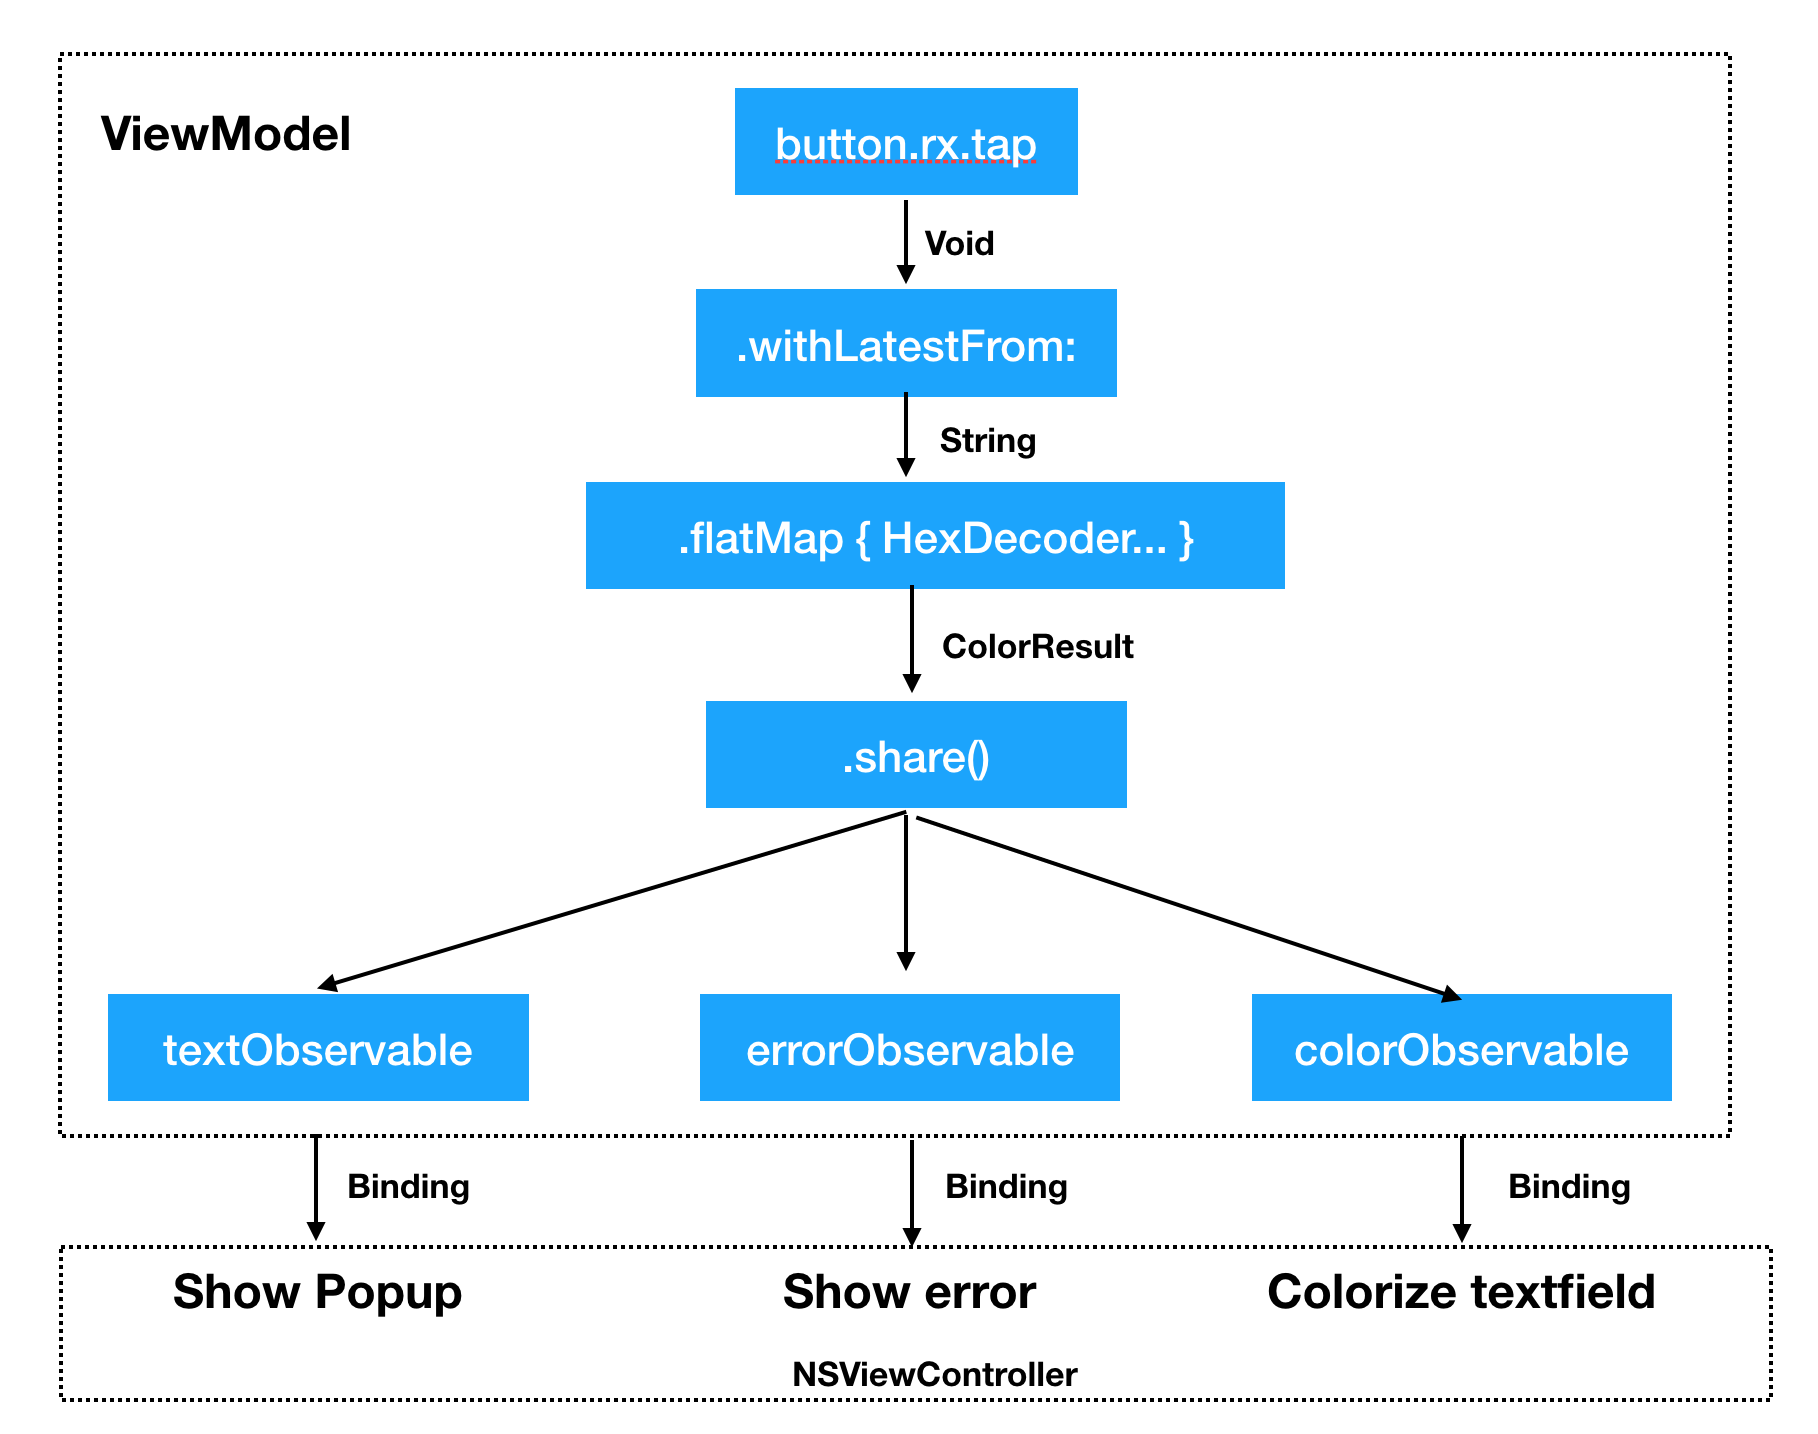 ViewModel
button.rx.tap
Void
.withLatestFrom:
String
.flatMap { HexDecoder... }
ColorResult
.share()
textObservable
errorObservable
colorObservable
Binding
Binding
Binding
Show Popup
Show error
Colorize textfield
NSViewController